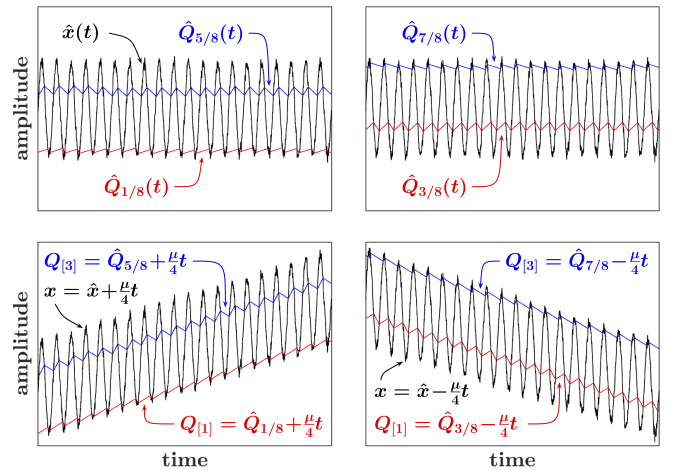 x̂(t)
Q̂5/8(t)
Q̂7/8(t)
amplitude
Q̂1/8(t)
Q̂3/8(t)
Q[3] = Q̂5/8 + μ/4 t
x = x̂ + μ/4 t
Q[3] = Q̂7/8 − μ/4 t
amplitude
x = x̂ − μ/4 t
Q[1] = Q̂1/8 + μ/4 t
Q[1] = Q̂3/8 − μ/4 t
time
time